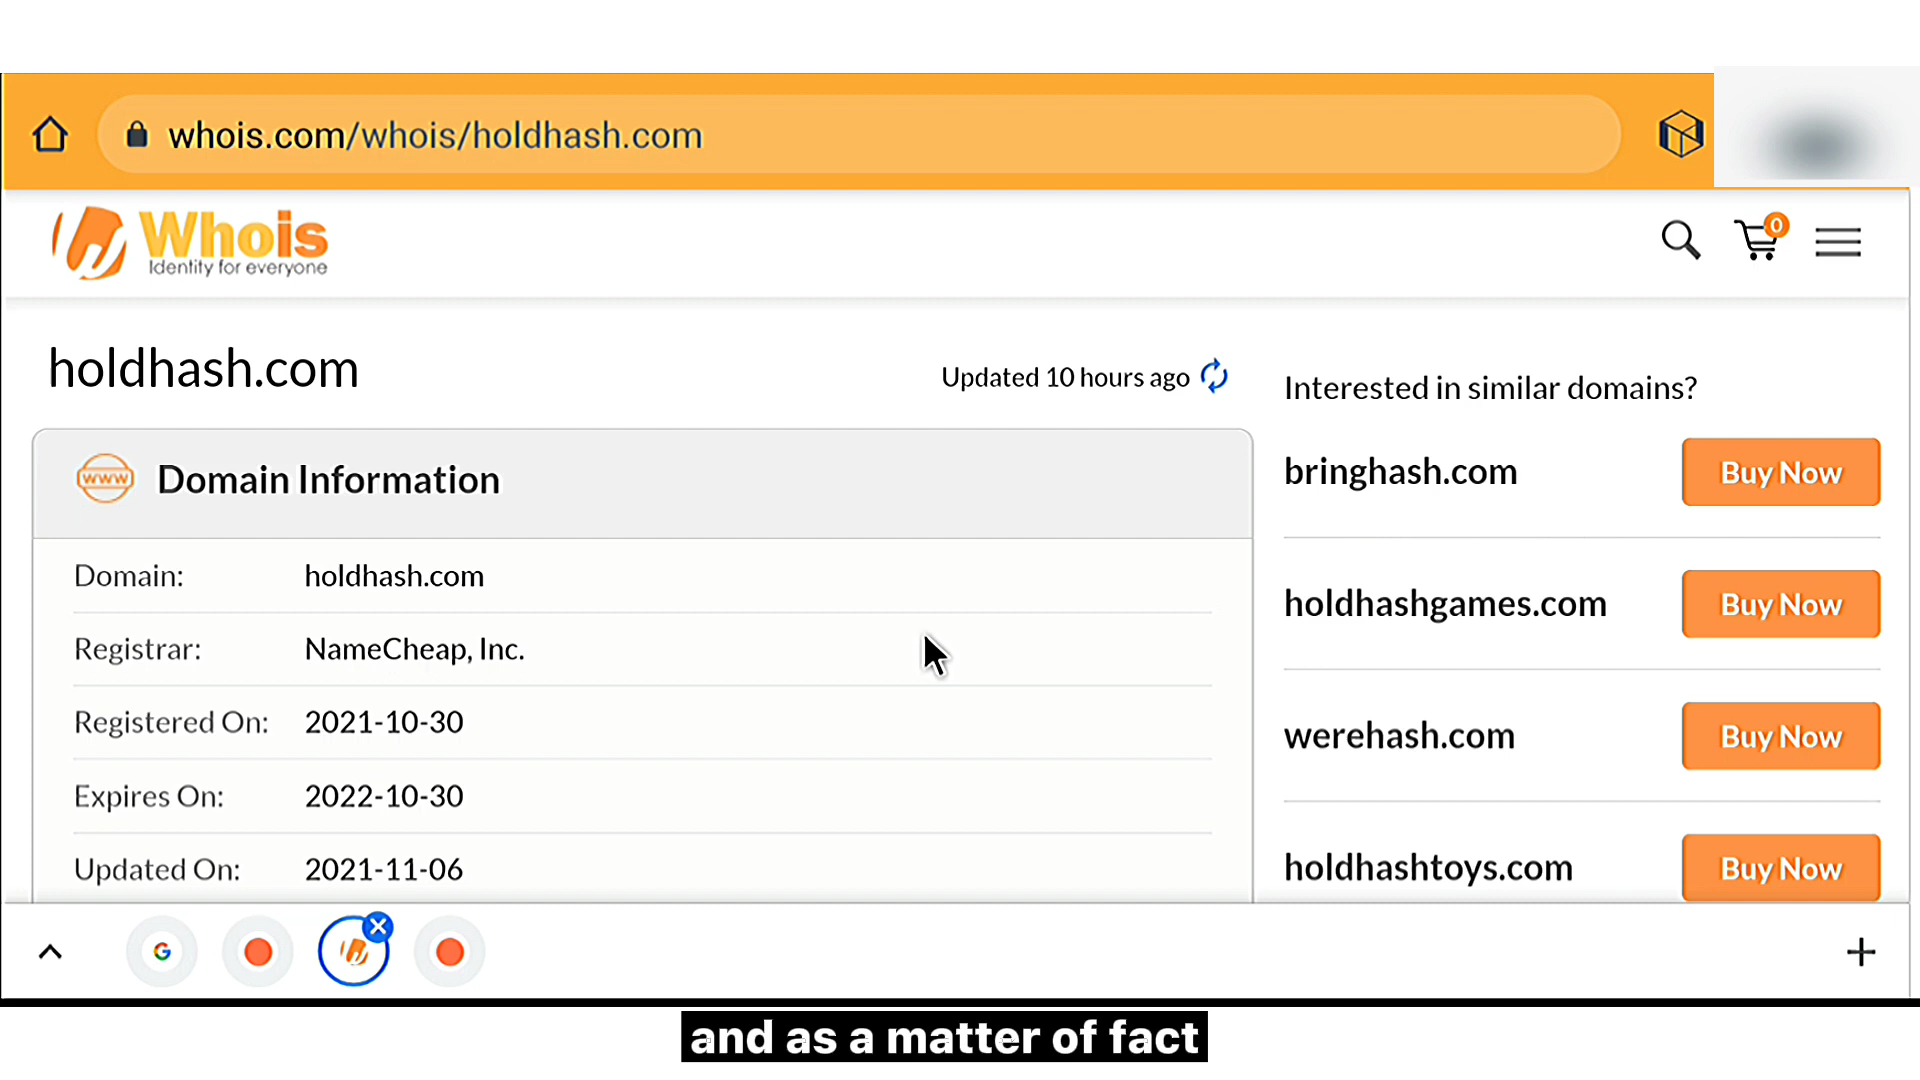 whois.com/whois/holdhash.com
Whois
Identity for everyone
0
holdhash.com
Updated 10 hours ago
Interested in similar domains?
www
Domain Information
Domain: holdhash.com
Registrar: NameCheap, Inc.
Registered On: 2021-10-30
Expires On: 2022-10-30
Updated On: 2021-11-06
bringhash.com Buy Now
holdhashgames.com Buy Now
werehash.com Buy Now
holdhashtoys.com Buy Now
G
and as a matter of fact